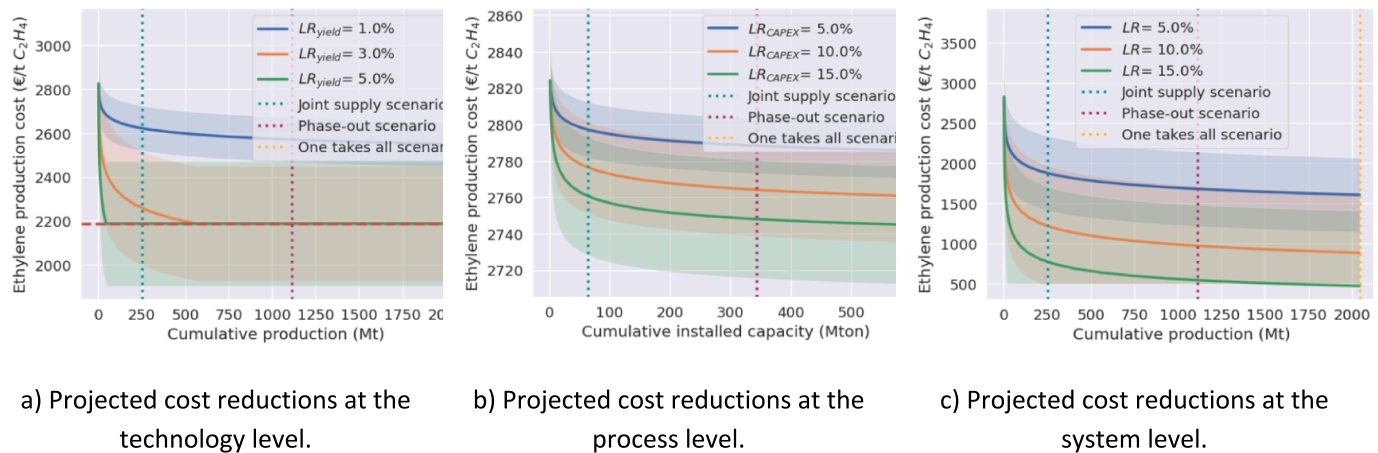 Ethylene production cost (€/t C2H4)
3000
2800
2600
2400
2200
2000
LRyield = 1.0%
LRyield = 3.0%
LRyield = 5.0%
Joint supply scenario
Phase-out scenario
One takes all scenar
0 250 500 750 1000 1250 1500 1750 20
Cumulative production (Mt)
Ethylene production cost (€/t C2H4)
2860
2840
2820
2800
2780
2760
2740
2720
LRCAPEX = 5.0%
LRCAPEX = 10.0%
LRCAPEX = 15.0%
Joint supply scenario
Phase-out scenario
One takes all scenario
0 100 200 300 400 500
Cumulative installed capacity (Mton)
Ethylene production cost (€/t C2H4)
3500
3000
2500
2000
1500
1000
500
LR = 5.0%
LR = 10.0%
LR = 15.0%
Joint supply scenario
Phase-out scenario
One takes all scenario
0 250 500 750 1000 1250 1500 1750 2000
Cumulative production (Mt)
a) Projected cost reductions at the
technology level.
b) Projected cost reductions at the
process level.
c) Projected cost reductions at the
system level.